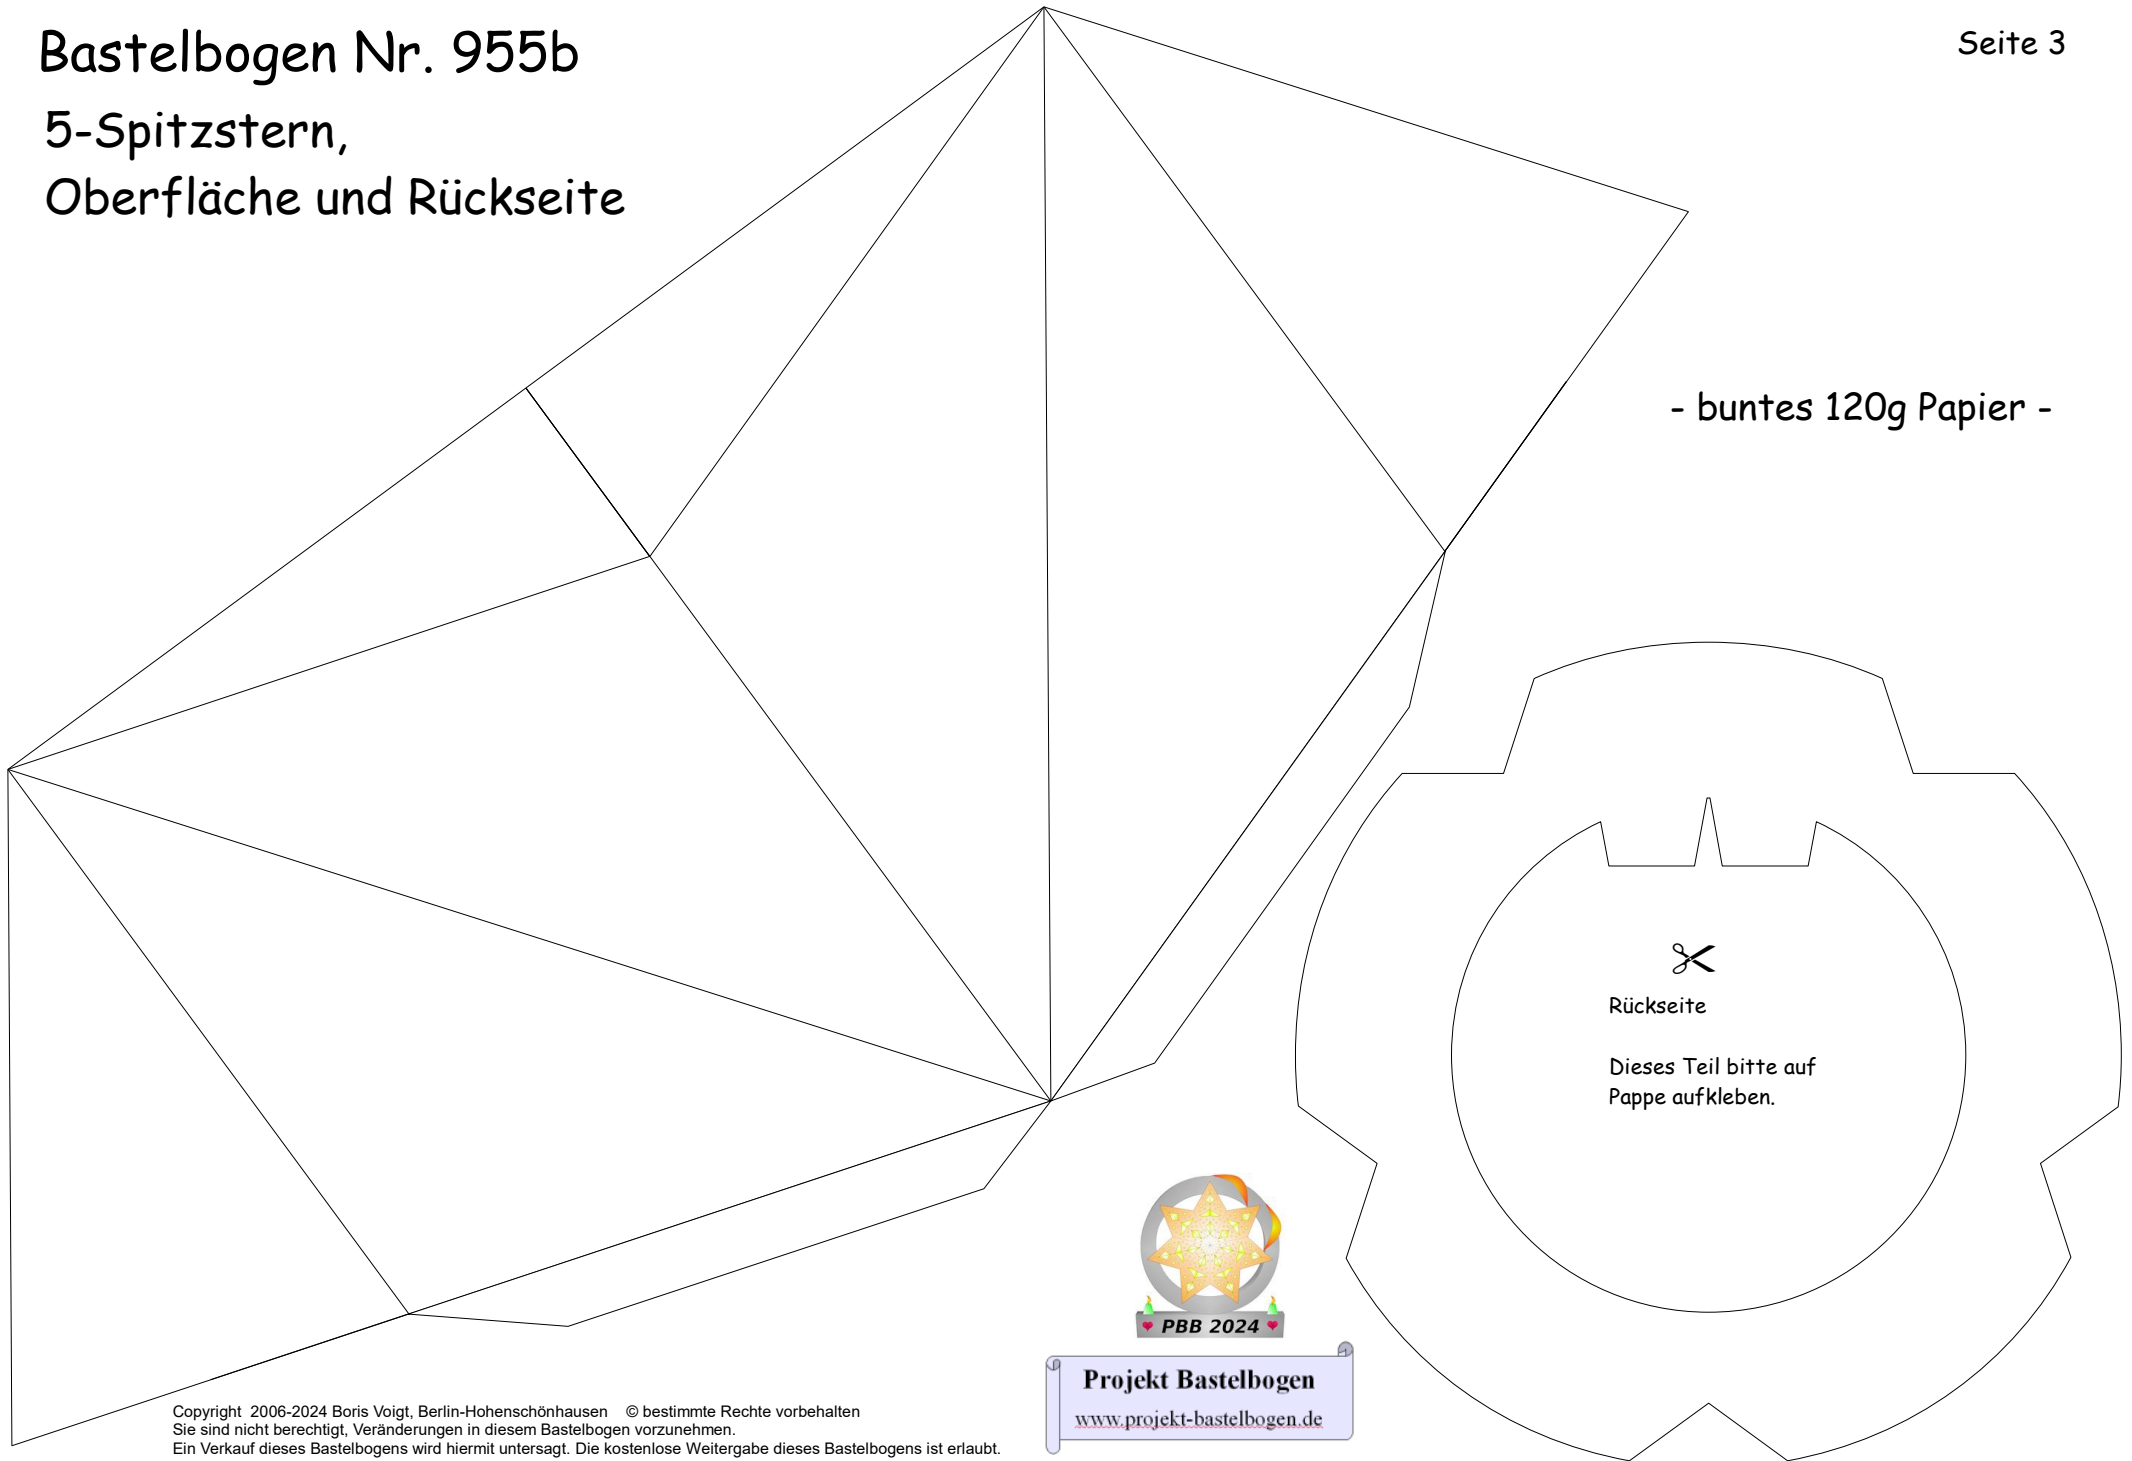 Bastelbogen Nr. 955b
Seite 3
5-Spitzstern,
Oberfläche und Rückseite
- buntes 120g Papier -
Rückseite
Dieses Teil bitte auf
Pappe aufkleben.
PBB 2024
Projekt Bastelbogen
www.projekt-bastelbogen.de
Copyright  2006-2024 Boris Voigt, Berlin-Hohenschönhausen    © bestimmte Rechte vorbehalten
Sie sind nicht berechtigt, Veränderungen in diesem Bastelbogen vorzunehmen.
Ein Verkauf dieses Bastelbogens wird hiermit untersagt. Die kostenlose Weitergabe dieses Bastelbogens ist erlaubt.